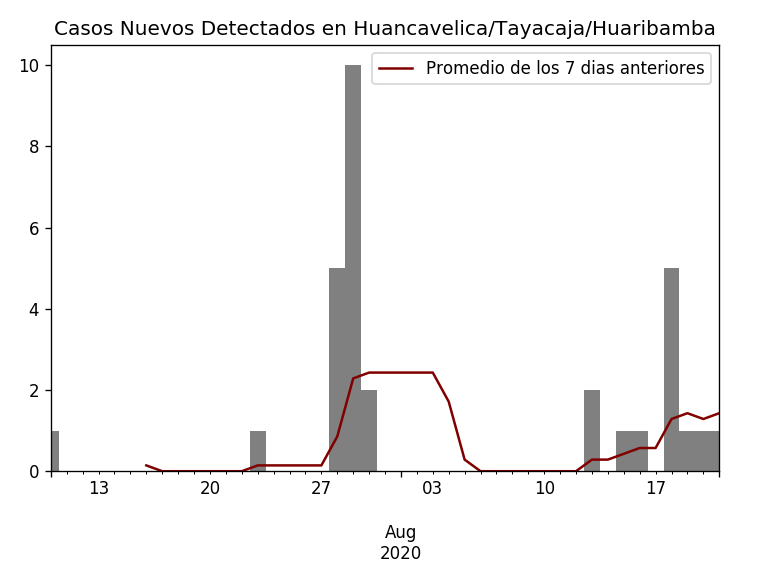 Casos Nuevos Detectados en Huancavelica/Tayacaja/Huaribamba
Promedio de los 7 dias anteriores
10
8
6
4
2
0
13 20 27 03 10 17
Aug
2020